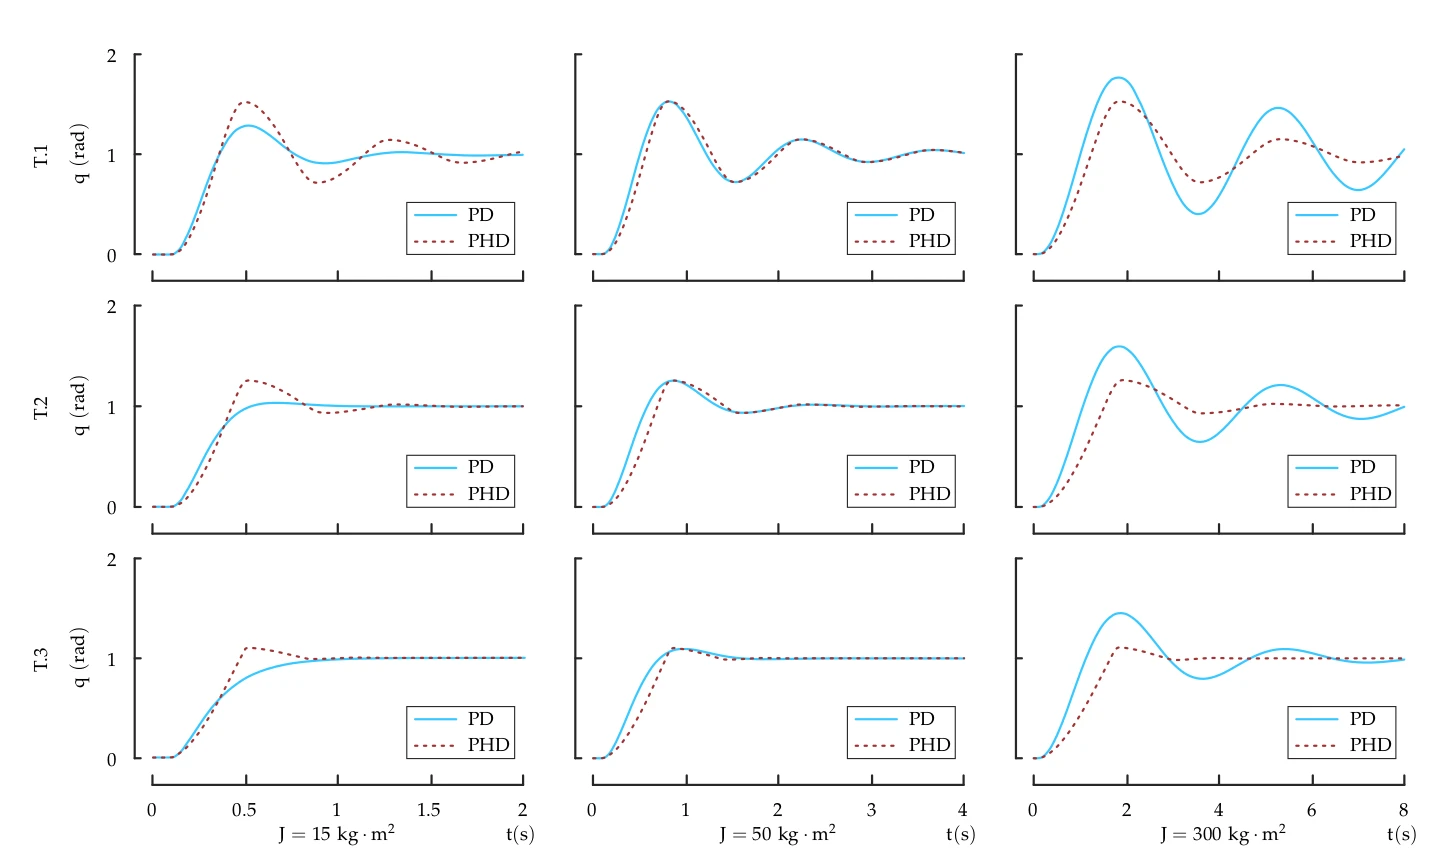 2
T.1
q (rad)
1
0
PD
PHD
PD
PHD
PD
PHD
2
T.2
q (rad)
1
0
PD
PHD
PD
PHD
PD
PHD
2
T.3
q (rad)
1
0
PD
PHD
PD
PHD
PD
PHD
0 0.5 1 1.5 2
0 1 2 3 4
0 2 4 6 8
J = 15 kg · m² t(s)
J = 50 kg · m² t(s)
J = 300 kg · m² t(s)